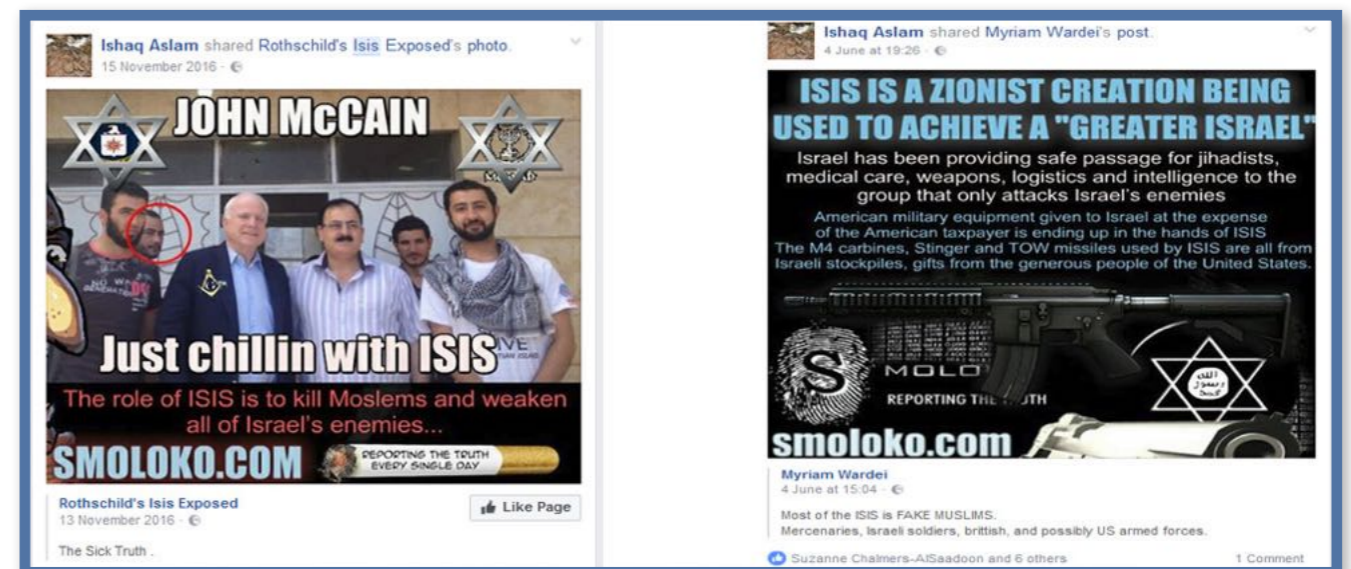 Ishaq Aslam shared Rothschild's Isis Exposed's photo.
15 November 2016
JOHN McCAIN
Just chillin with ISIS
The role of ISIS is to kill Moslems and weaken
all of Israel's enemies...
SMOLOKO.COM
REPORTING THE TRUTH
EVERY SINGLE DAY
Rothschild's Isis Exposed
13 November 2016
Like Page
The Sick Truth .
Ishaq Aslam shared Myriam Wardei's post.
4 June at 19:26
ISIS IS A ZIONIST CREATION BEING
USED TO ACHIEVE A "GREATER ISRAEL"
Israel has been providing safe passage for jihadists,
medical care, weapons, logistics and intelligence to the
group that only attacks Israel's enemies
American military equipment given to Israel at the expense
of the American taxpayer is ending up in the hands of ISIS
The M4 carbines, Stinger and TOW missiles used by ISIS are all from
Israeli stockpiles, gifts from the generous people of the United States.
S
MOLO
REPORTING THE
الله
رسول
محمد
smoloko.com
Myriam Wardei
4 June at 15:04
Most of the ISIS is FAKE MUSLIMS.
Mercenaries, Israeli soldiers, brittish, and possibly US armed forces.
Suzanne Chalmers-AlSaadoon and 6 others
1 Comment